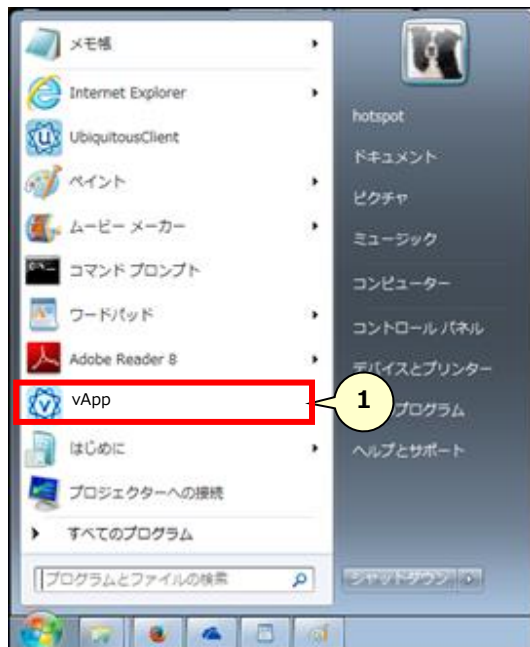 メモ帳
Internet Explorer
UbiquitousClient
ペイント
ムービー メーカー
コマンド プロンプト
ワードパッド
Adobe Reader 8
vApp
はじめに
プロジェクターへの接続
すべてのプログラム
プログラムとファイルの検索
hotspot
ドキュメント
ピクチャ
ミュージック
コンピューター
コントロール パネル
デバイスとプリンター
1
プログラム
ヘルプとサポート
シャットダウン